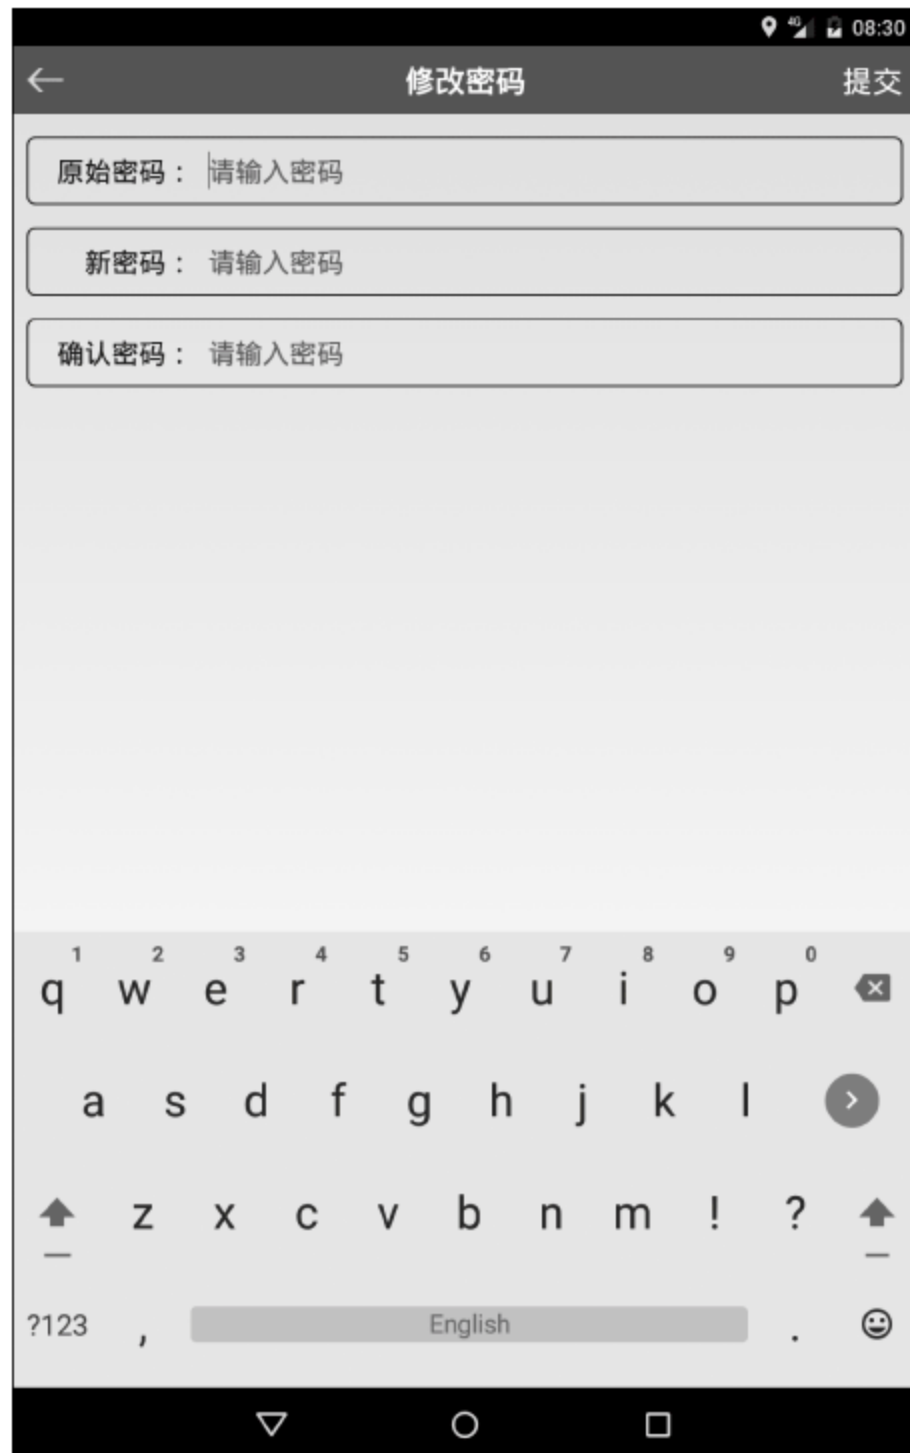 4G 08:30
修改密码 提交
原始密码： 请输入密码
新密码： 请输入密码
确认密码： 请输入密码
1 2 3 4 5 6 7 8 9 0
q w e r t y u i o p
a s d f g h j k l
z x c v b n m ! ?
?123 , English .